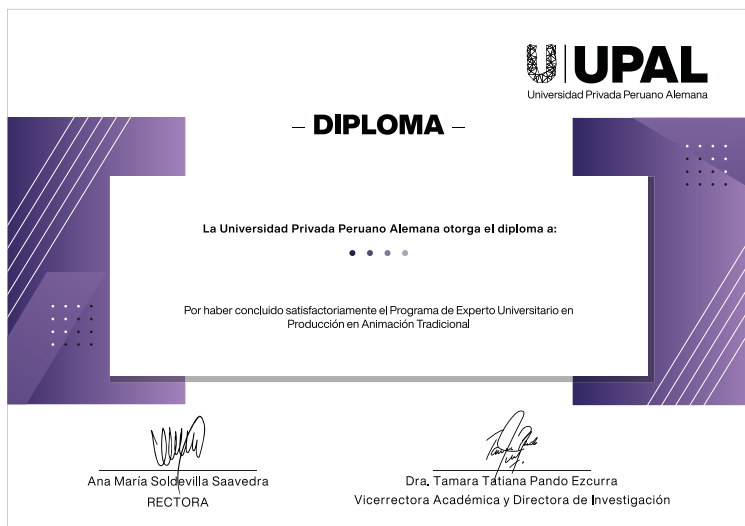 UPAL
Universidad Privada Peruano Alemana
– DIPLOMA –
La Universidad Privada Peruano Alemana otorga el diploma a:
Por haber concluido satisfactoriamente el Programa de Experto Universitario en
Producción en Animación Tradicional
Ana María Soldevilla Saavedra
RECTORA
Dra. Tamara Tatiana Pando Ezcurra
Vicerrectora Académica y Directora de Investigación